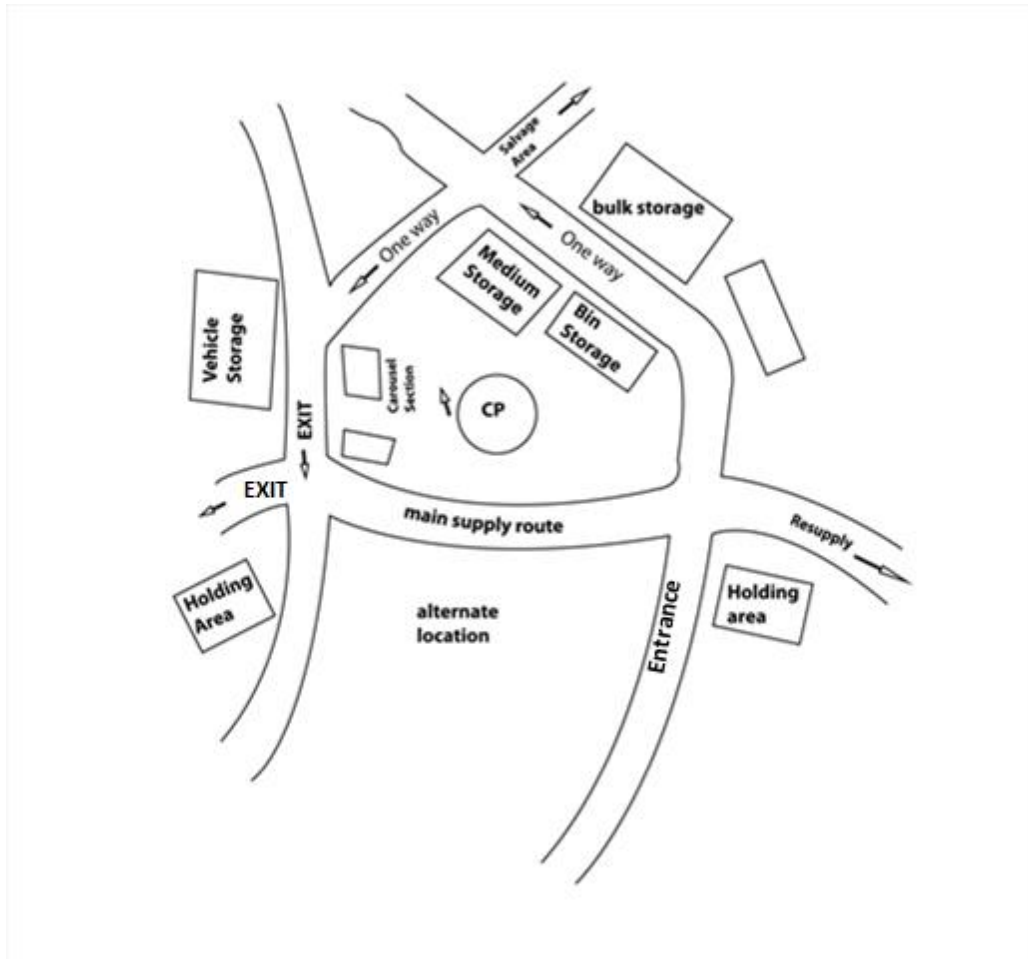 Salvage
Area
bulk storage
One way
One way
Medium
Storage
Bin
Storage
Vehicle
Storage
Carousel
Section
CP
EXIT
EXIT
main supply route
Resupply
Holding
Area
alternate
location
Entrance
Holding
area